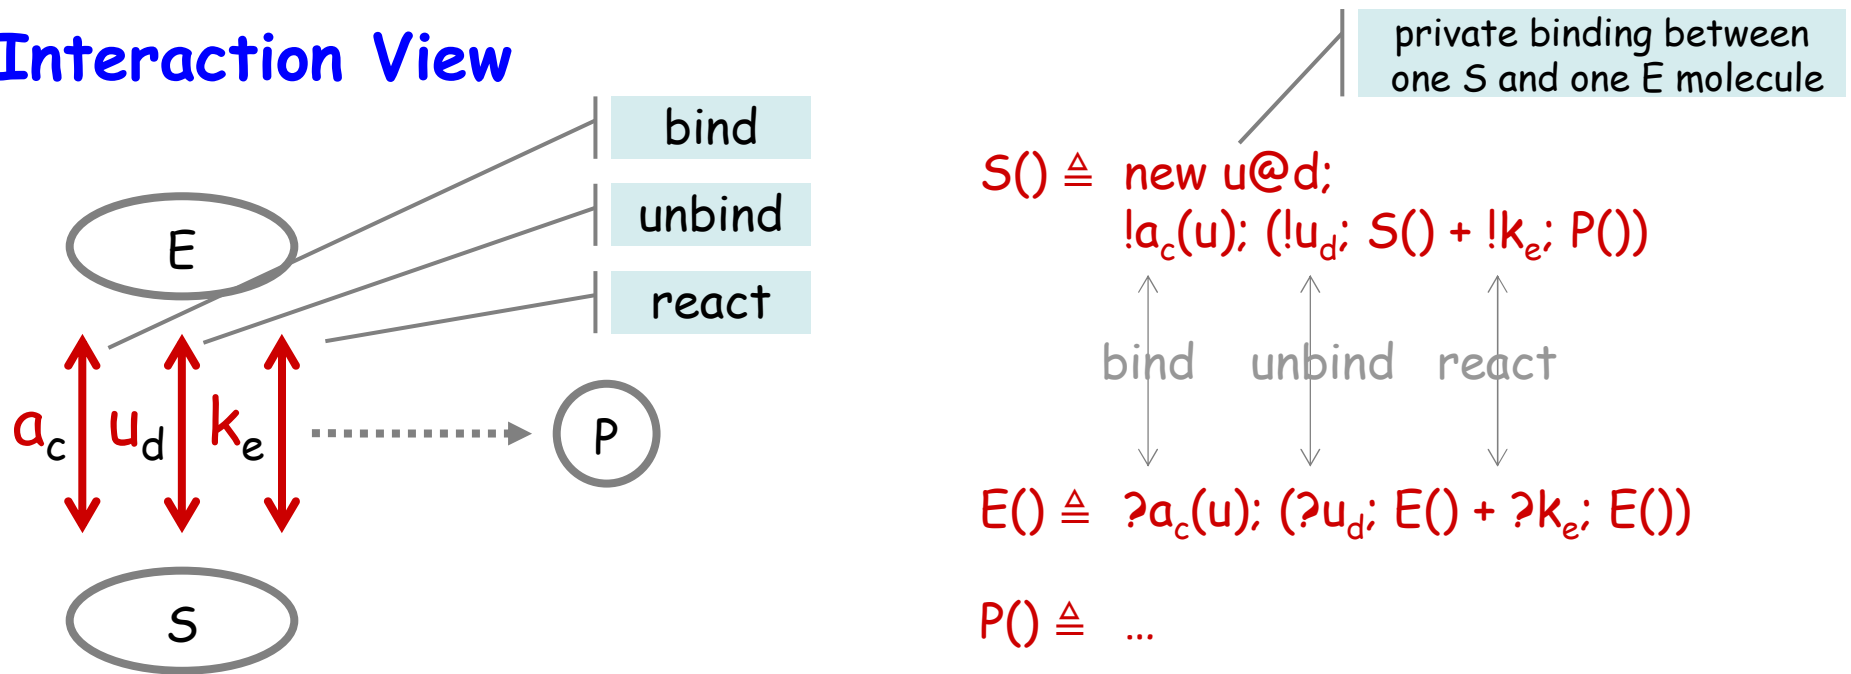 Interaction View
bind
unbind
react
E
a_c u_d k_e
P
S
private binding between
one S and one E molecule
S() ≜ new u@d;
!a_c(u); (!u_d; S() + !k_e; P())
bind unbind react
E() ≜ ?a_c(u); (?u_d; E() + ?k_e; E())
P() ≜ …